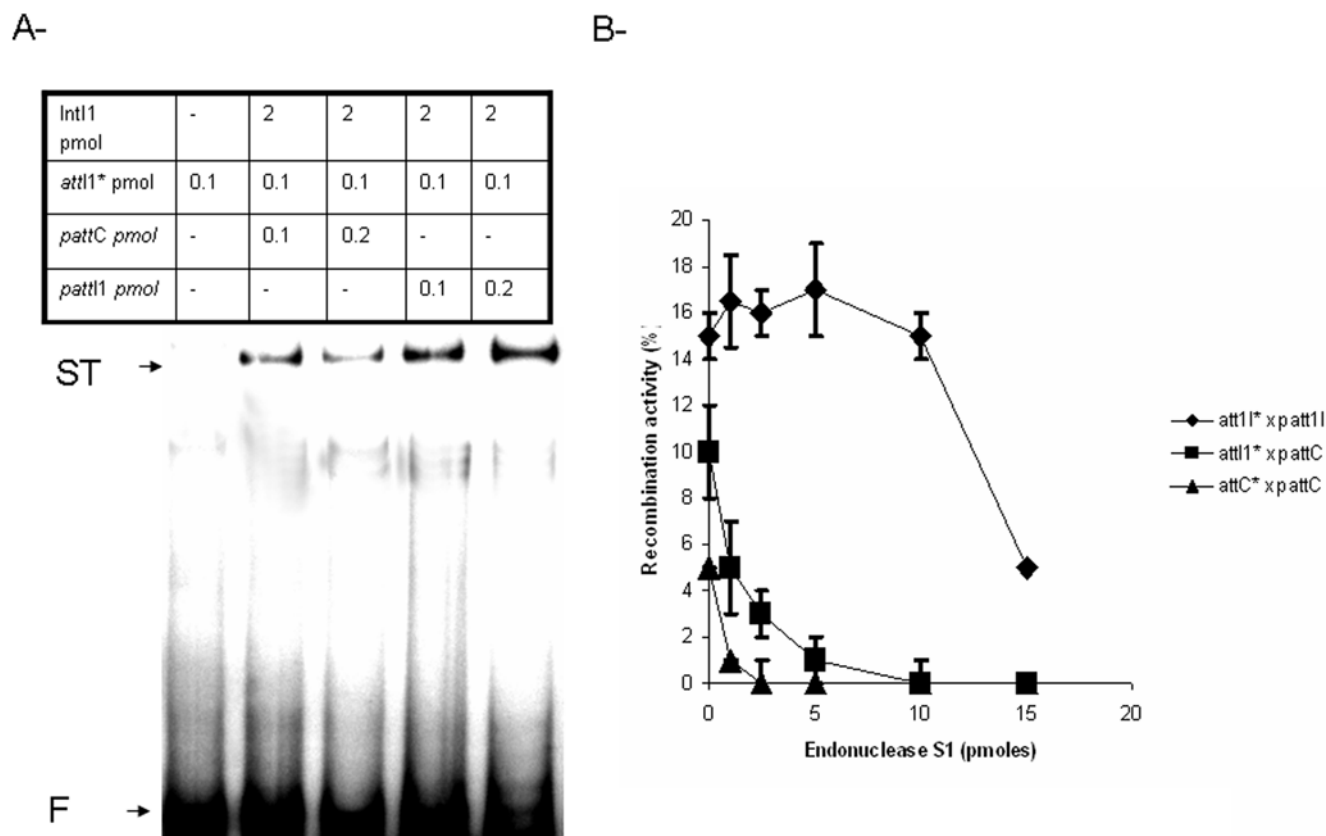 A-
IntI1 - 2 2 2 2
pmol
attI1* pmol 0.1 0.1 0.1 0.1 0.1
pattC pmol - 0.1 0.2 - -
pattI1 pmol - - - 0.1 0.2
ST
F
B-
20
18
16
14
12
10
8
6
4
2
0
Recombination activity (%)
0 5 10 15 20
Endonuclease S1 (pmoles)
att1I* x patt1I
attI1* x pattC
attC* x pattC